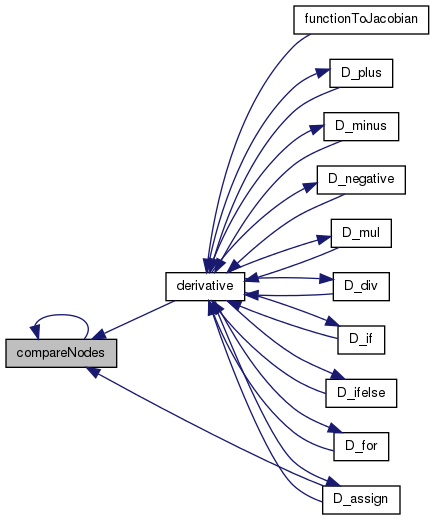 functionToJacobian
D_plus
D_minus
D_negative
D_mul
derivative
D_div
D_if
compareNodes
D_ifelse
D_for
D_assign